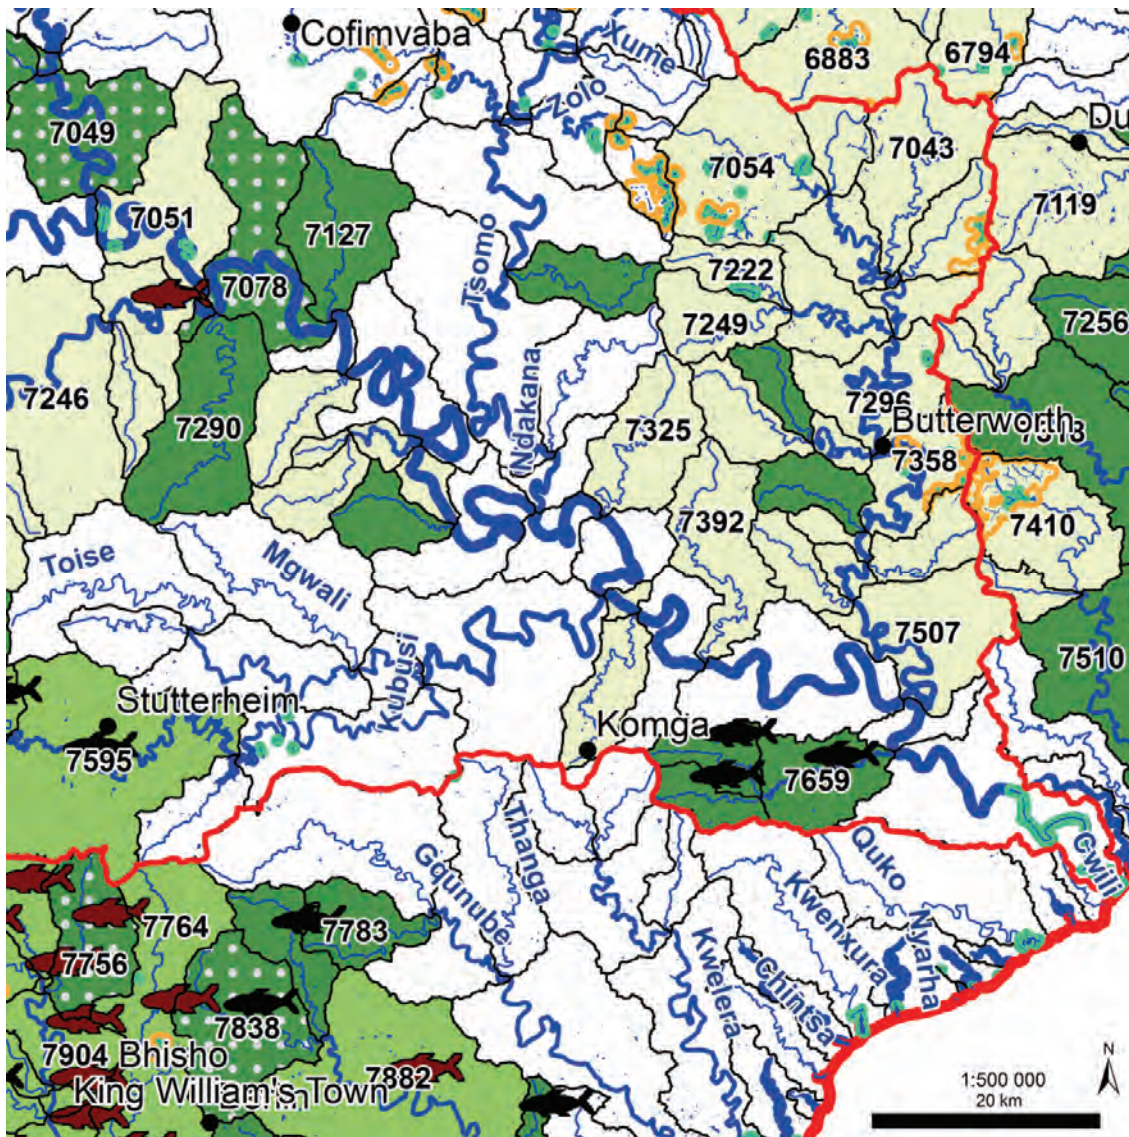 Cofimvaba
Xume
6883
6794
Zolo
7049
Du
7043
7054
7051
7127
7119
Tsomo
7222
7078
7249
7256
7246
Ndakana
7296
7290
7325
Butterworth
7358
7392
7410
Toise
Mgwali
7507
7510
Kubusi
Stutterheim
Komga
7595
7659
Thanga
Quko
Cwili
Gqunube
Kwenxura
7764
7783
Nyarha
7756
Kwelera
Chintsa
7838
N
7904
Bhisho
7882
1:500 000
King William's Town
20 km